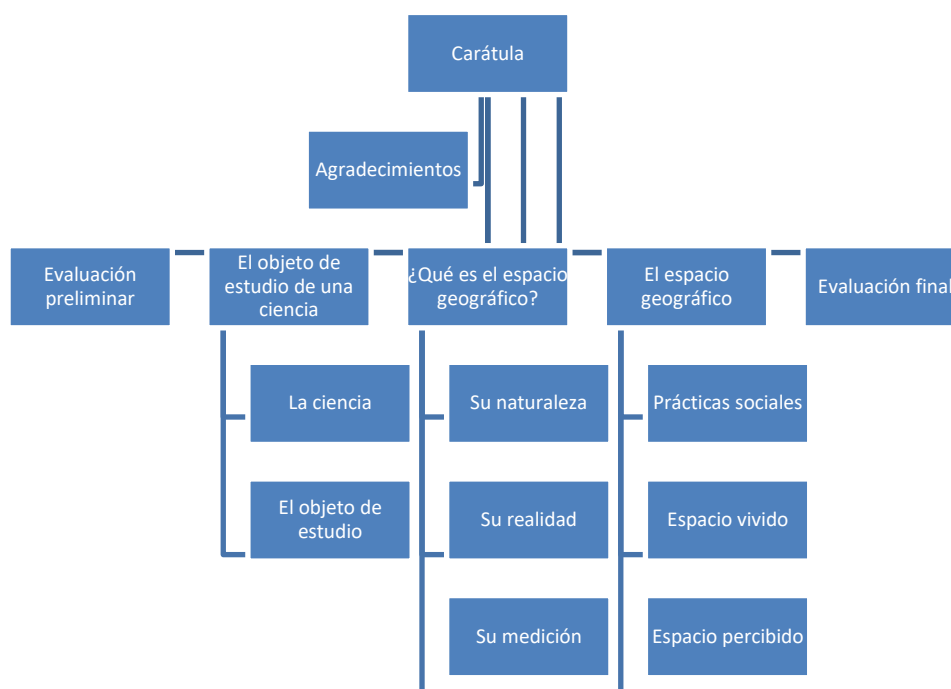 Carátula
Agradecimientos
Evaluación
preliminar
El objeto de
estudio de una
ciencia
¿Qué es el espacio
geográfico?
El espacio
geográfico
Evaluación final
La ciencia
Su naturaleza
Prácticas sociales
El objeto de
estudio
Su realidad
Espacio vivido
Su medición
Espacio percibido